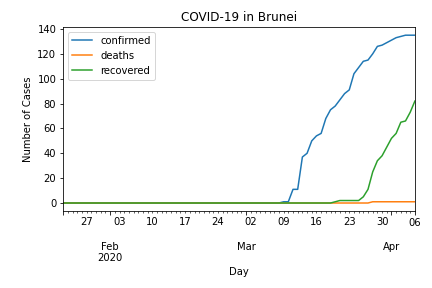 COVID-19 in Brunei
confirmed
deaths
recovered
Number of Cases
140
120
100
80
60
40
20
0
27 03 10 17 24 02 09 16 23 30 06
Feb Mar Apr
2020
Day